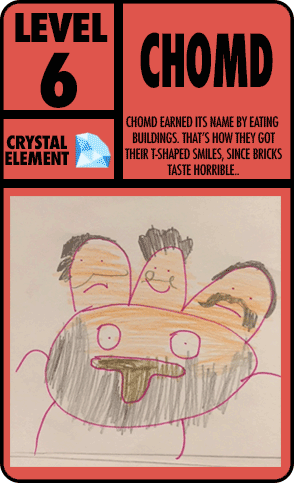 LEVEL
6
CHOMD
CHOMD EARNED ITS NAME BY EATING
BUILDINGS. THAT'S HOW THEY GOT
THEIR T-SHAPED SMILES, SINCE BRICKS
TASTE HORRIBLE..
CRYSTAL
ELEMENT